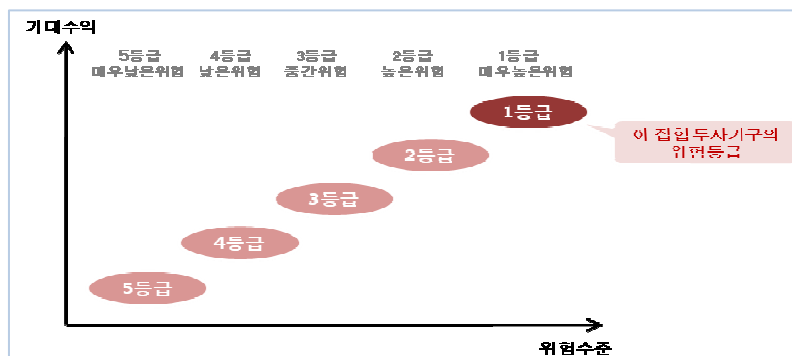 기대수익
5등급 4등급 3등급 2등급 1등급
매우낮은위험 낮은위험 중간위험 높은위험 매우높은위험
1등급
이 집합투자기구의
위험등급
2등급
3등급
4등급
5등급
위험수준